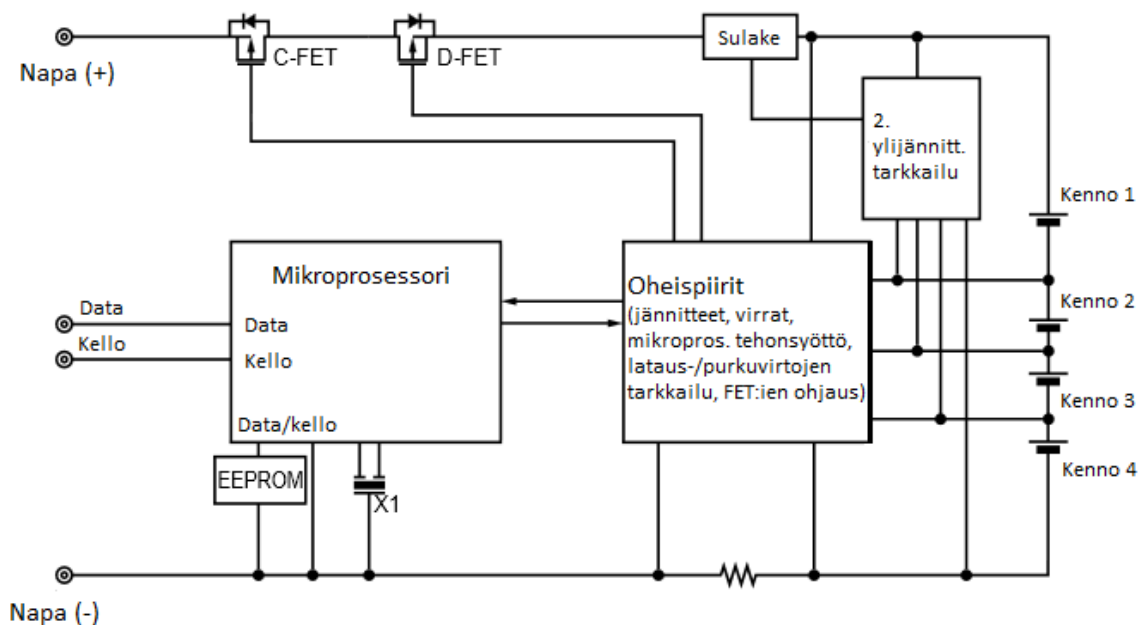 Sulake
C-FET
D-FET
Napa (+)
2.
ylijännitt.
tarkkailu
Kenno 1
Mikroprosessori
Oheispiirit
(jännitteet, virrat,
mikropros. tehonsyöttö,
lataus-/purkuvirtojen
tarkkailu, FET:ien ohjaus)
Kenno 2
Data
Data
Kello
Kello
Kenno 3
Data/kello
Kenno 4
EEPROM
X1
Napa (-)